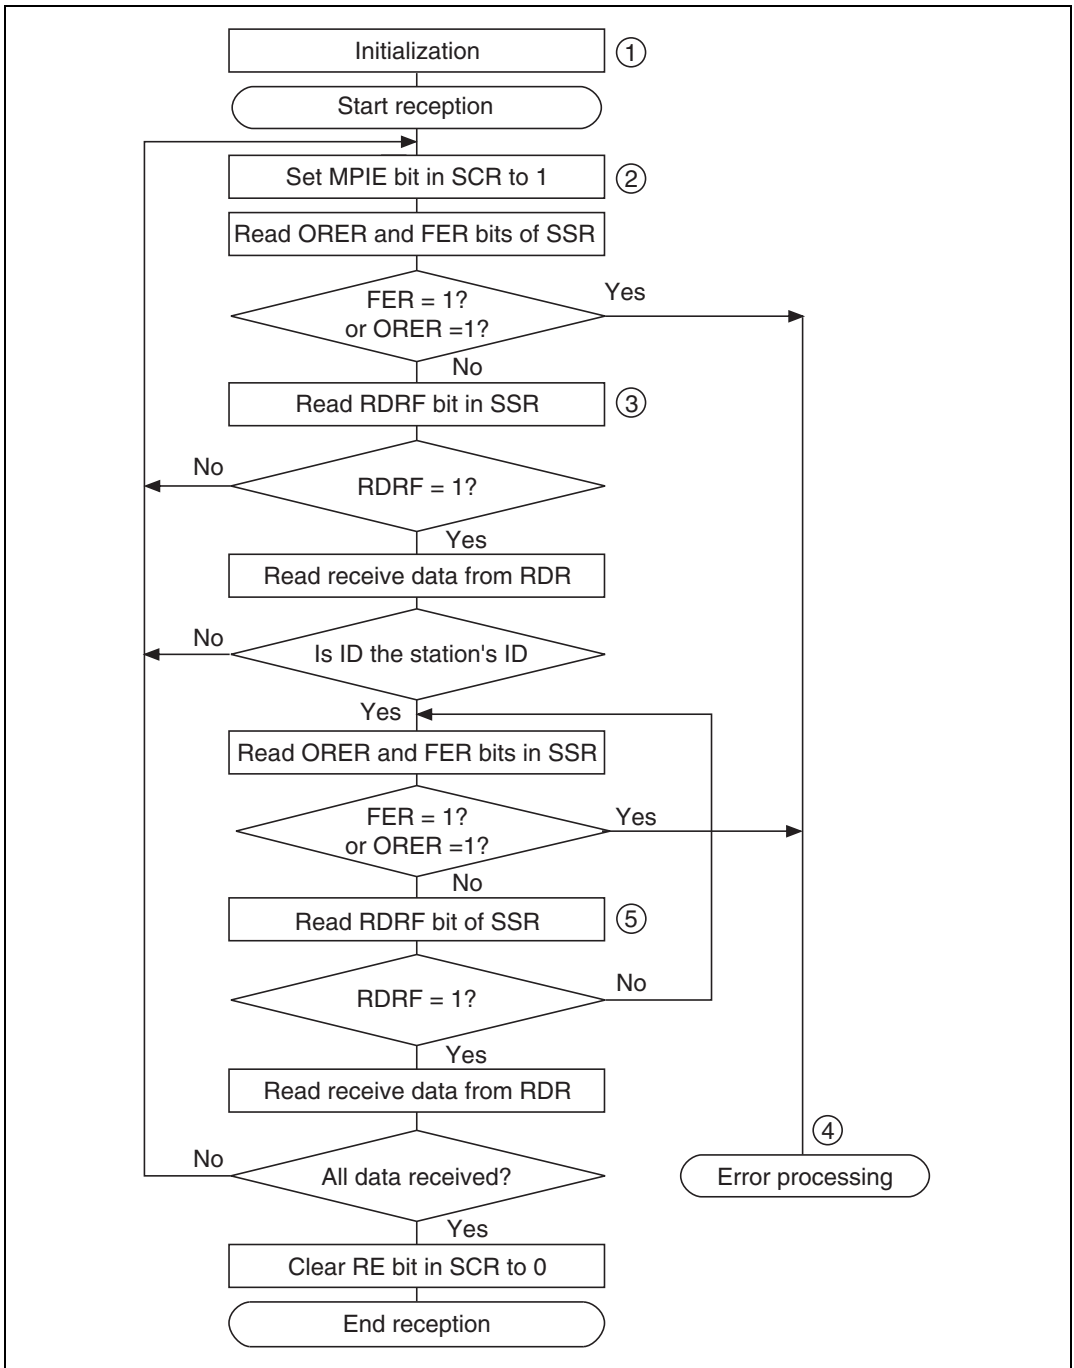 Initialization
①
Start reception
Set MPIE bit in SCR to 1
②
Read ORER and FER bits of SSR
FER = 1?
or ORER =1?
Yes
No
Read RDRF bit in SSR
③
RDRF = 1?
No
Yes
Read receive data from RDR
Is ID the station's ID
No
Yes
Read ORER and FER bits in SSR
FER = 1?
or ORER =1?
Yes
No
Read RDRF bit of SSR
⑤
RDRF = 1?
No
Yes
Read receive data from RDR
All data received?
No
④
Error processing
Yes
Clear RE bit in SCR to 0
End reception